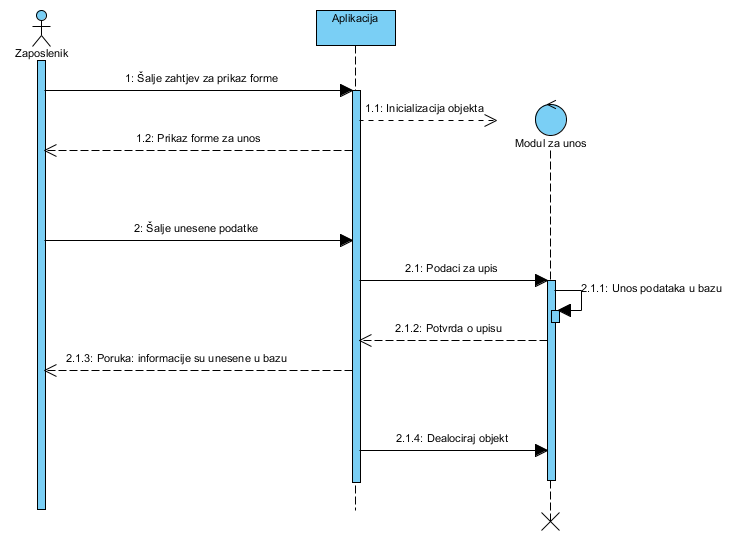 Aplikacija
Zaposlenik
1: Šalje zahtjev za prikaz forme
1.1: Inicializacija objekta
1.2: Prikaz forme za unos
Modul za unos
2: Šalje unesene podatke
2.1: Podaci za upis
2.1.1: Unos podataka u bazu
2.1.2: Potvrda o upisu
2.1.3: Poruka: informacije su unesene u bazu
2.1.4: Dealociraj objekt